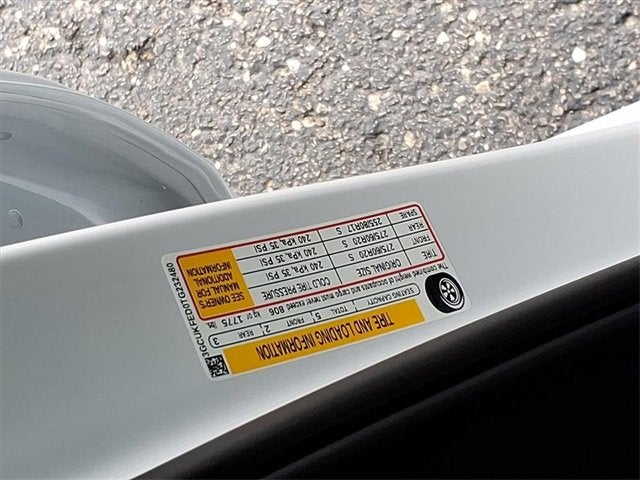 TIRE AND LOADING INFORMATION
SEATING CAPACITY TOTAL 5 FRONT 2 REAR 3
The combined weight of occupants and cargo must never exceed 806 kg or 1775 lbs
TIRE ORIGINAL SIZE COLD TIRE PRESSURE
FRONT 275/60R20 S 240 kPa, 35 PSI
REAR 275/60R20 S 240 kPa, 35 PSI
SPARE 255/80R17 S 240 kPa, 35 PSI
SEE OWNER'S
MANUAL FOR
ADDITIONAL
INFORMATION
3GCUKFED0TG232480